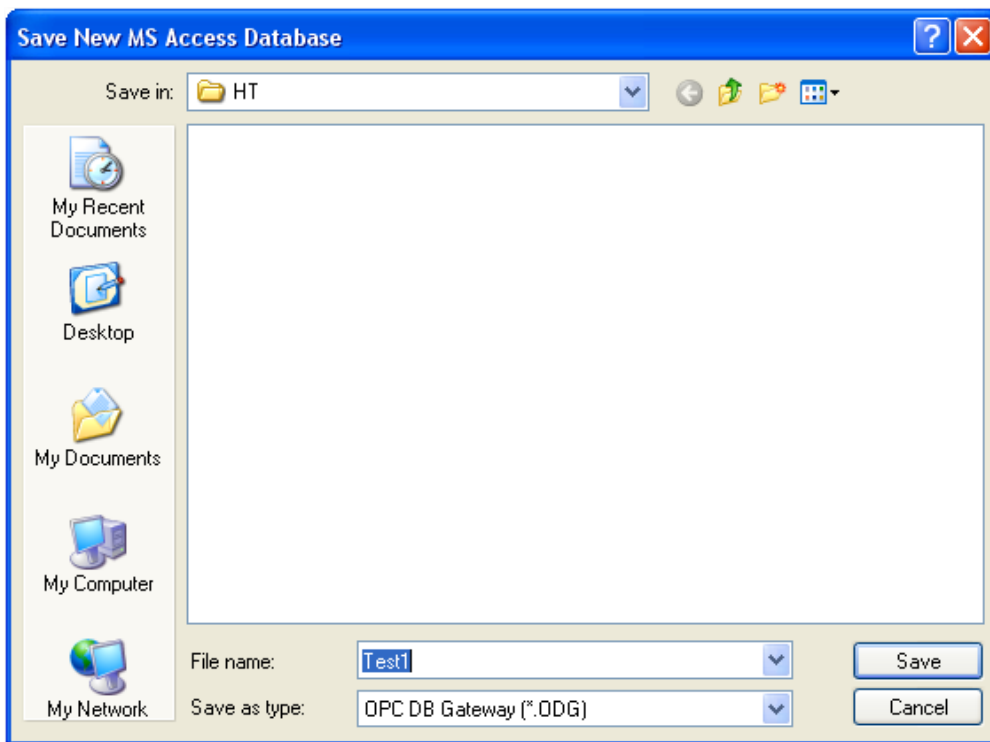 Save New MS Access Database
Save in:
HT
My Recent
Documents
Desktop
My Documents
My Computer
My Network
File name:
Test1
Save
Save as type:
OPC DB Gateway (*.ODG)
Cancel